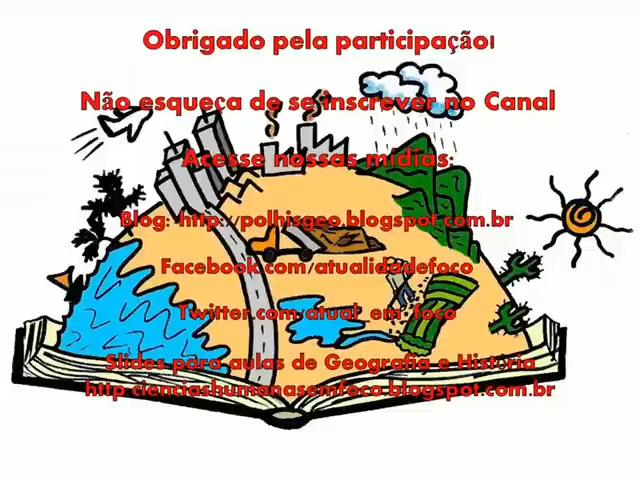 Obrigado pela participação!
Não esqueça de se inscrever no Canal
Acesse nossas mídias:
Blog: http://polhisgeo.blogspot.com.br
Facebook.com/atualidadefoco
Twitter.com/atual_em_foco
Slides para aulas de Geografia e História
http:cienciashumanasemfoco.blogspot.com.br